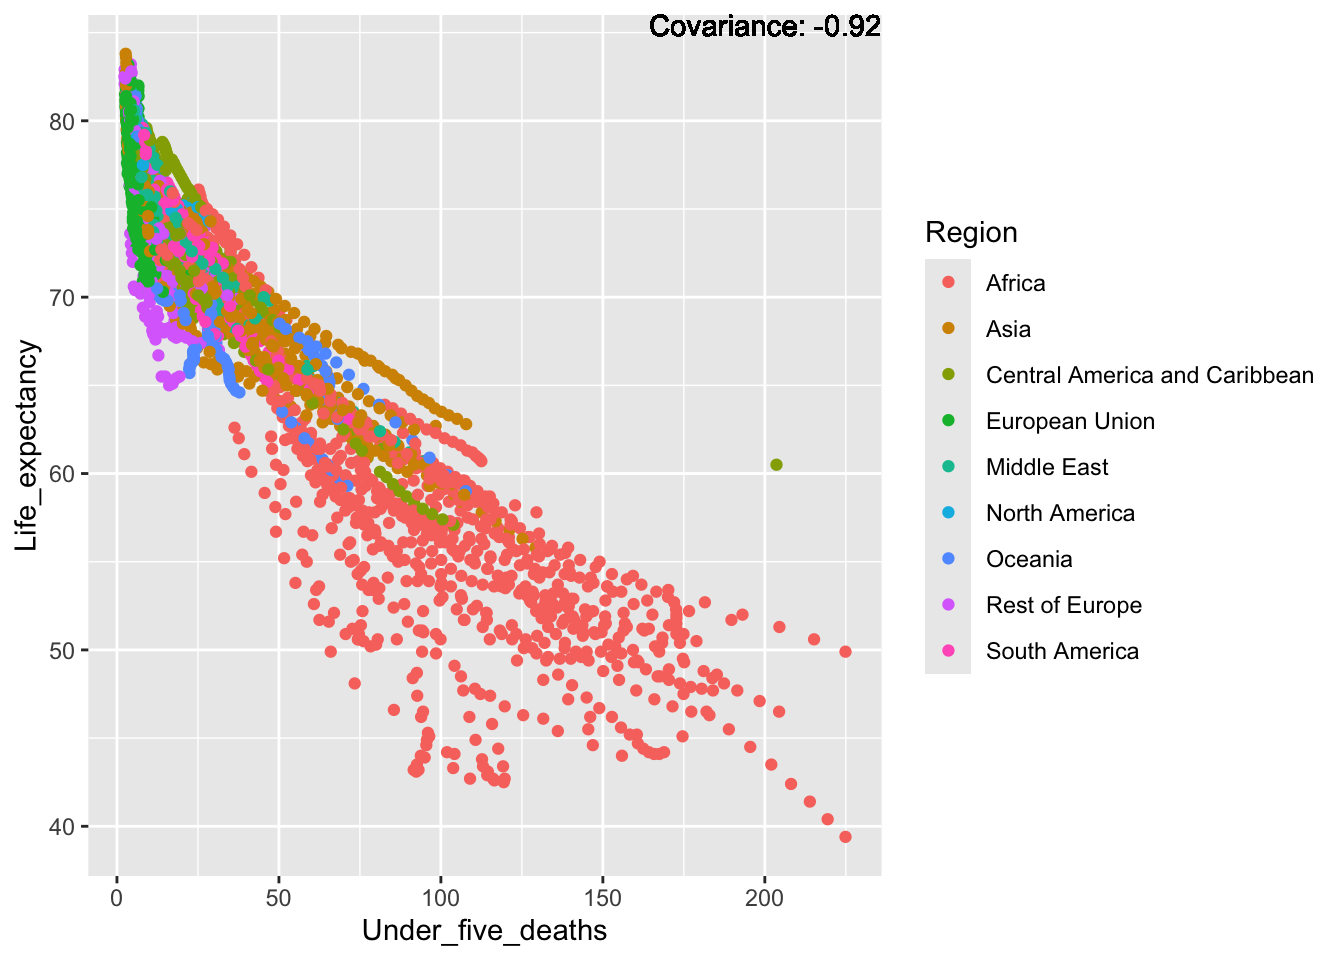 Covariance: -0.92
80
70
60
50
40
Life_expectancy
0
50
100
150
200
Under_five_deaths
Region
Africa
Asia
Central America and Caribbean
European Union
Middle East
North America
Oceania
Rest of Europe
South America